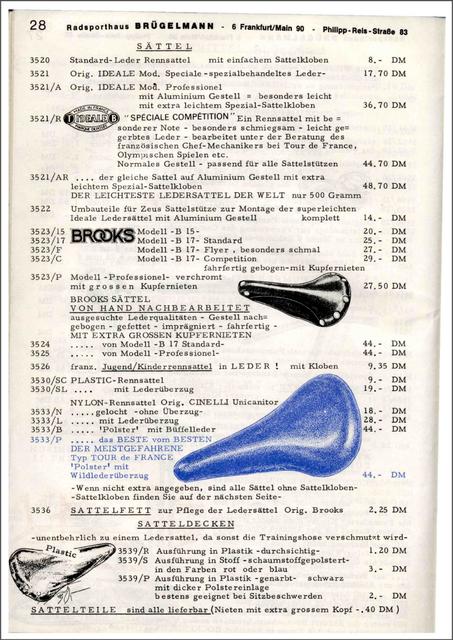 28 Radsporthaus BRÜGELMANN - 6 Frankfurt/Main 90 - Philipp-Reis-Straße 83
SÄTTEL
3520 Standard-Leder Rennsattel mit einfachem Sattelkloben 8,- DM
3521 Orig. IDEALE Mod. Speciale -spezialbehandeltes Leder- 17,70 DM
3521/A Orig. IDEALE Mod. Professionel
mit Aluminium Gestell = besonders leicht
mit extra leichtem Spezial-Sattelkloben 36,70 DM
3521/R IDEALE "SPÉCIALE COMPÉTITION" Ein Rennsattel mit be =
sonderer Note - besonders schmiegsam - leicht ge=
gerbtes Leder - bearbeitet unter der Beratung des
französischen Chef-Mechanikers bei Tour de France,
Olympischen Spielen etc.
Normales Gestell - passend für alle Sattelstützen 44,70 DM
3521/AR .... der gleiche Sattel auf Aluminium Gestell mit extra
leichtem Spezial-Sattelkloben 48,70 DM
DER LEICHTESTE LEDERSATTEL DER WELT nur 500 Gramm
3522 Umbauteile für Zeus Sattelstütze zur Montage der superleichten
Ideale Ledersättel mit Aluminium Gestell komplett 14.- DM
3523/15 BROOKS Modell -B 15- 20.- DM
3523/17 Modell -B 17- Standard 25,- DM
3523/F Modell -B 17- Flyer , besonders schmal 27.- DM
3523/C Modell -B 17- Competition 29.- DM
fahrfertig gebogen-mit Kupfernieten
3523/P Modell -Professionel- verchromt
mit grossen Kupfernieten 27,50 DM
BROOKS SÄTTEL
VON HAND NACHBEARBEITET
ausgesuchte Lederqualitäten - Gestell nach=
gebogen - gefettet - imprägniert - fahrfertig -
MIT EXTRA GROSSEN KUPFERNIETEN
3524 ..... von Modell -B 17 Standard- 44.- DM
3525 ..... von Modell -Professionel- 44.- DM
3526 franz. Jugend/Kinderrennsattel in LEDER ! mit Kloben 9,35 DM
3530/SC PLASTIC-Rennsattel 9.- DM
3530/SL .... mit Lederüberzug 19.- DM
NYLON-Rennsattel Orig. CINELLI Unicanitor
3533/N .....gelocht -ohne Überzug- 18.- DM
3533/L ..... mit Lederüberzug 28,- DM
3533/B ..... 'Polster' mit Büffelleder 44.- DM
3533/P .....das BESTE vom BESTEN
DER MEISTGEFAHRENE
Typ TOUR de FRANCE
'Polster' mit
Wildlederüberzug 44.- DM
-Wenn nicht extra angegeben, sind alle Sättel ohne Sattelkloben-
-Sattelkloben finden Sie auf der nächsten Seite-
3536 SATTELFETT zur Pflege der Ledersättel Orig. Brooks 2,25 DM
SATTELDECKEN
-unentbehrlich zu einem Ledersattel, da sonst die Trainingshose verschmutzt wird-
Plastic
3539/R Ausführung in Plastik -durchsichtig- 1.20 DM
3539/S Ausführung in Stoff -schaumstoffgepolstert-
in den Farben rot oder blau 3.- DM
3539/P Ausführung in Plastik -genarbt- schwarz
mit dicker Polstereinlage
bestens geeignet bei Sitzbeschwerden 2.- DM
SATTELTEILE sind alle lieferbar (Nieten mit extra grossem Kopf -.40 DM )